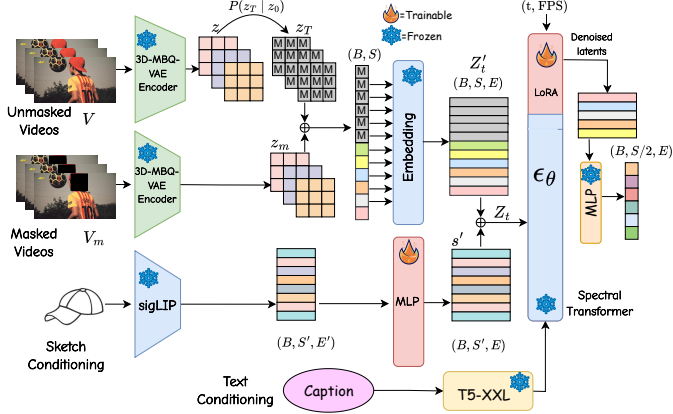 P(z_T | z_0)
z
z_T
=Trainable
=Frozen
(t, FPS)
Denoised
latents
M M M
M
M
M
M M M
M
M
M
M M M
M M M
M M M
(B, S)
M
M
M
M
M
M
Z'_t
(B, S, E)
LoRA
3D-MBQ-
VAE
Encoder
Unmasked
Videos V
Embedding
(B, S/2, E)
MLP
ϵ_θ
z_m
3D-MBQ-
VAE
Encoder
Masked
Videos V_m
Z_t
s'
sigLIP
MLP
Spectral
Transformer
Sketch
Conditioning
(B, S', E')
(B, S', E)
Text
Conditioning
Caption
T5-XXL